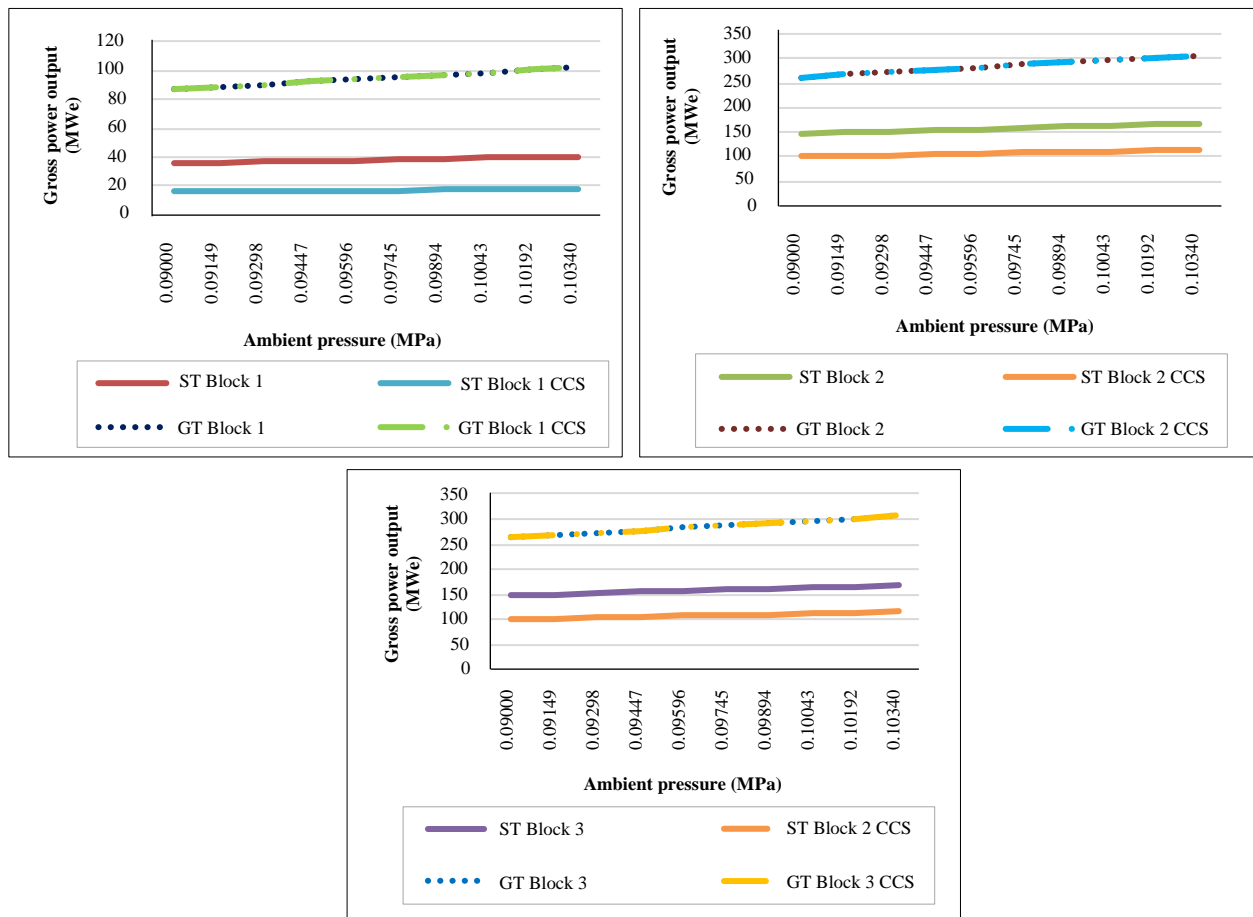 Gross power output
(MWe)
120
100
80
60
40
20
0
0.09000
0.09149
0.09298
0.09447
0.09596
0.09745
0.09894
0.10043
0.10192
0.10340
Ambient pressure (MPa)
ST Block 1
ST Block 1 CCS
GT Block 1
GT Block 1 CCS
Gross power output
(MWe)
350
300
250
200
150
100
50
0
0.09000
0.09149
0.09298
0.09447
0.09596
0.09745
0.09894
0.10043
0.10192
0.10340
Ambient pressure (MPa)
ST Block 2
ST Block 2 CCS
GT Block 2
GT Block 2 CCS
Gross power output
(MWe)
350
300
250
200
150
100
50
0
0.09000
0.09149
0.09298
0.09447
0.09596
0.09745
0.09894
0.10043
0.10192
0.10340
Ambient pressure (MPa)
ST Block 3
ST Block 2 CCS
GT Block 3
GT Block 3 CCS